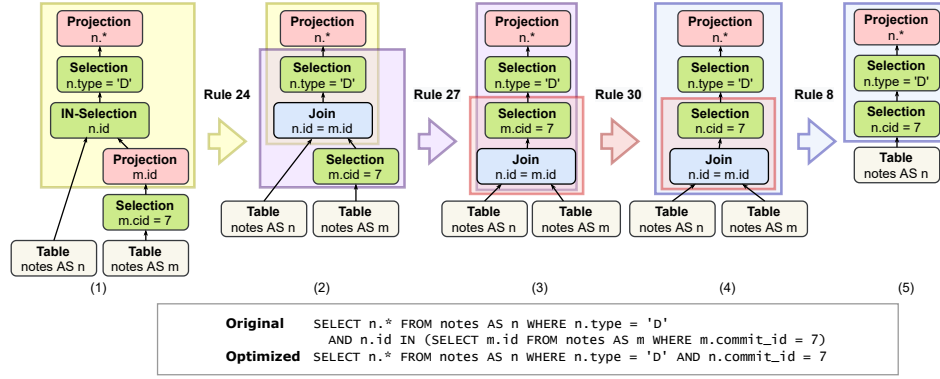 Projection
n.*
Selection
n.type = 'D'
IN-Selection
n.id
Projection
m.id
Selection
m.cid = 7
Table
notes AS n
Table
notes AS m
(1)
Rule 24
Projection
n.*
Selection
n.type = 'D'
Join
n.id = m.id
Selection
m.cid = 7
Table
notes AS n
Table
notes AS m
(2)
Rule 27
Projection
n.*
Selection
n.type = 'D'
Selection
m.cid = 7
Join
n.id = m.id
Table
notes AS n
Table
notes AS m
(3)
Rule 30
Projection
n.*
Selection
n.type = 'D'
Selection
n.cid = 7
Join
n.id = m.id
Table
notes AS n
Table
notes AS m
(4)
Rule 8
Projection
n.*
Selection
n.type = 'D'
Selection
n.cid = 7
Table
notes AS n
(5)
Original SELECT n.* FROM notes AS n WHERE n.type = 'D'
AND n.id IN (SELECT m.id FROM notes AS m WHERE m.commit_id = 7)
Optimized SELECT n.* FROM notes AS n WHERE n.type = 'D' AND n.commit_id = 7